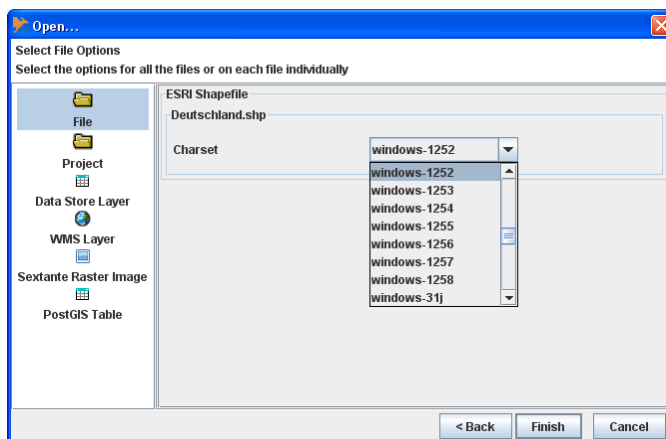 Open...
Select File Options
Select the options for all the files or on each file individually
File
Project
Data Store Layer
WMS Layer
Sextante Raster Image
PostGIS Table
ESRI Shapefile
Deutschland.shp
Charset windows-1252
windows-1252
windows-1253
windows-1254
windows-1255
windows-1256
windows-1257
windows-1258
windows-31j
< Back Finish Cancel